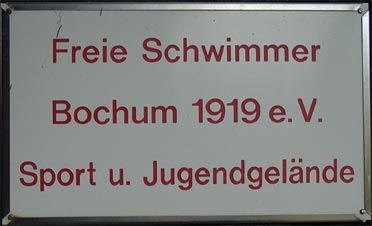 Freie Schwimmer
Bochum 1919 e. V.
Sport u. Jugendgelände